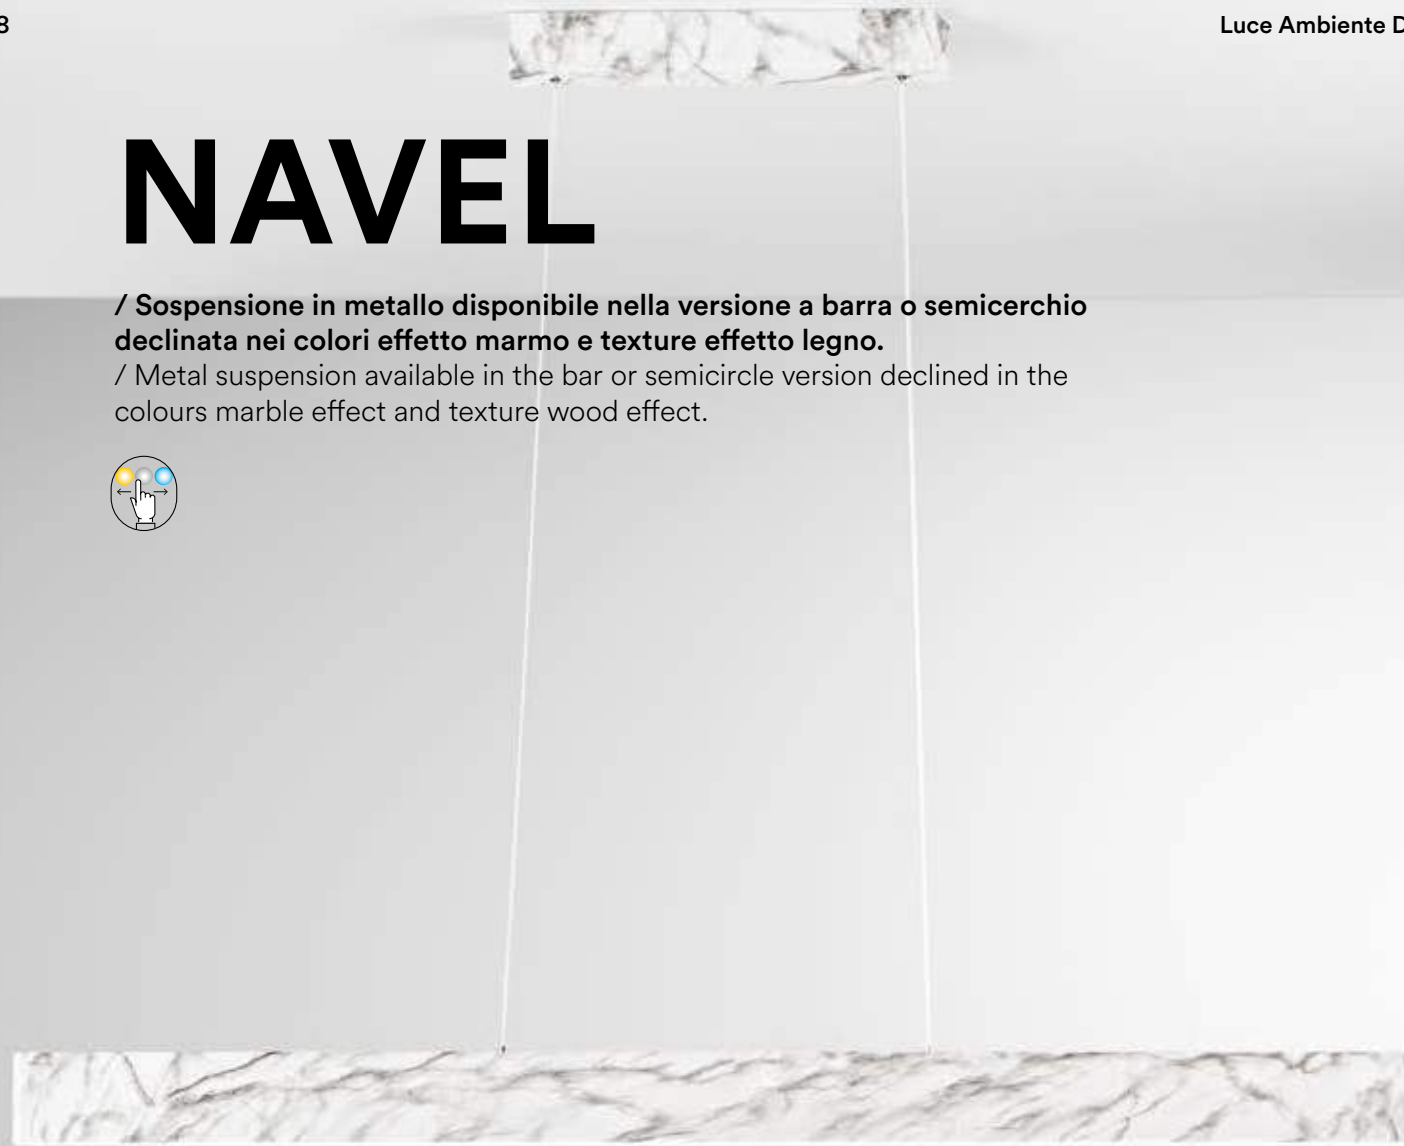 8
Luce Ambiente D
NAVEL
/ Sospensione in metallo disponibile nella versione a barra o semicerchio
declinata nei colori effetto marmo e texture effetto legno.
/ Metal suspension available in the bar or semicircle version declined in the
colours marble effect and texture wood effect.